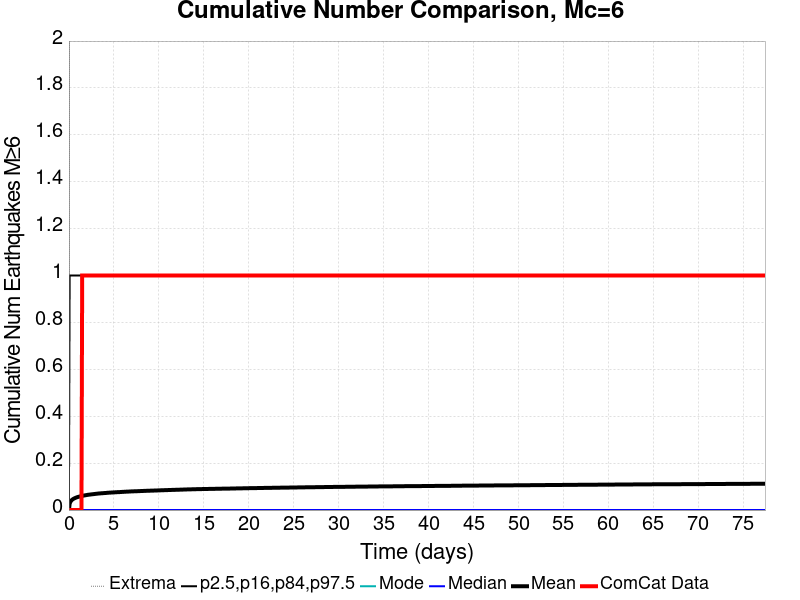 Cumulative Number Comparison, Mc=6
Cumulative Num Earthquakes M≥6
2
1.8
1.6
1.4
1.2
1
0.8
0.6
0.4
0.2
0
0 5 10 15 20 25 30 35 40 45 50 55 60 65 70 75
Time (days)
Extrema p2.5,p16,p84,p97.5 Mode Median Mean ComCat Data